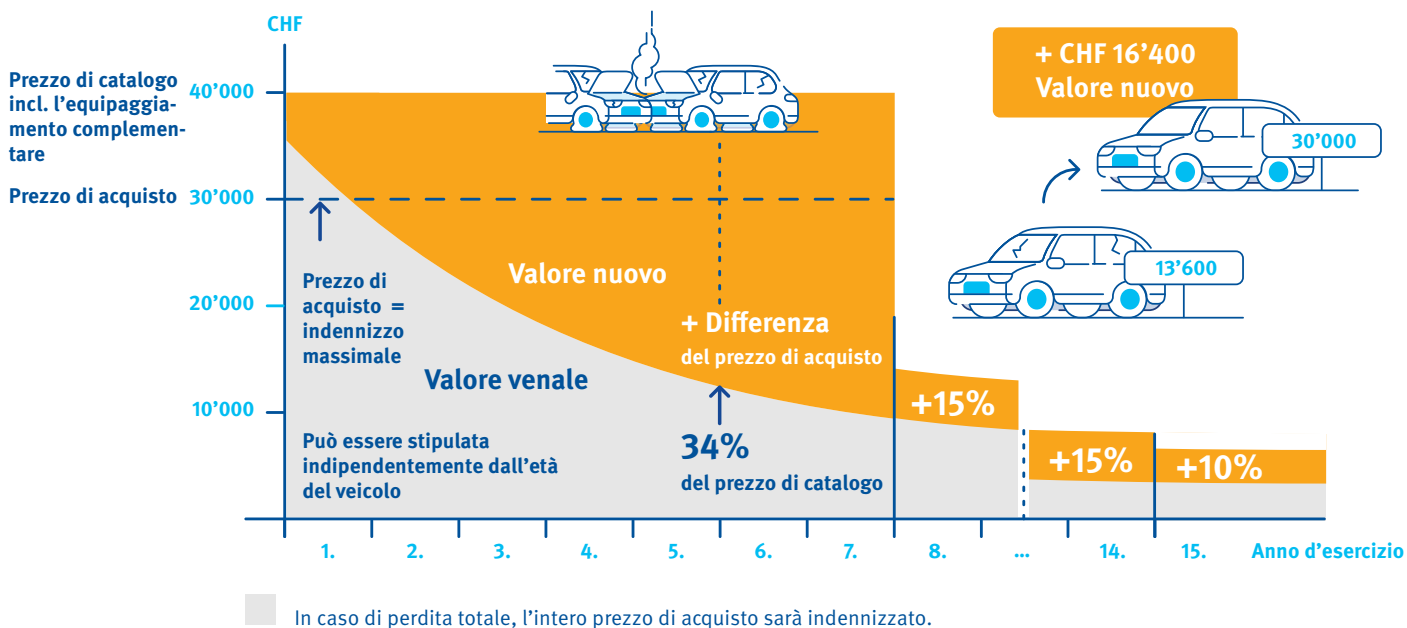 CHF
Prezzo di catalogo
incl. l’equipaggia-
mento complemen-
tare
40’000
Prezzo di acquisto
30’000
20’000
10’000
+ CHF 16’400
Valore nuovo
30’000
13’600
Prezzo di
acquisto =
indennizzo
massimale
Valore nuovo
+ Differenza
del prezzo di acquisto
Valore venale
34%
del prezzo di catalogo
Può essere stipulata
indipendentemente dall’età
del veicolo
+15%
+15%
+10%
1. 2. 3. 4. 5. 6. 7. 8. ... 14. 15. Anno d’esercizio
In caso di perdita totale, l’intero prezzo di acquisto sarà indennizzato.